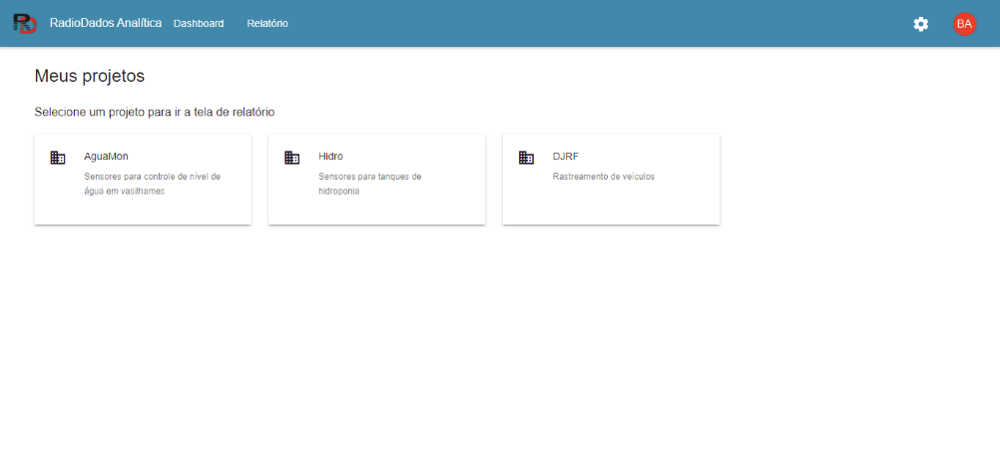 RadioDados Analítica Dashboard Relatório BA
Meus projetos
Selecione um projeto para ir a tela de relatório
AguaMon
Sensores para controle de nível de
água em vasilhames
Hidro
Sensores para tanques de
hidroponia
DJRF
Rastreamento de veículos